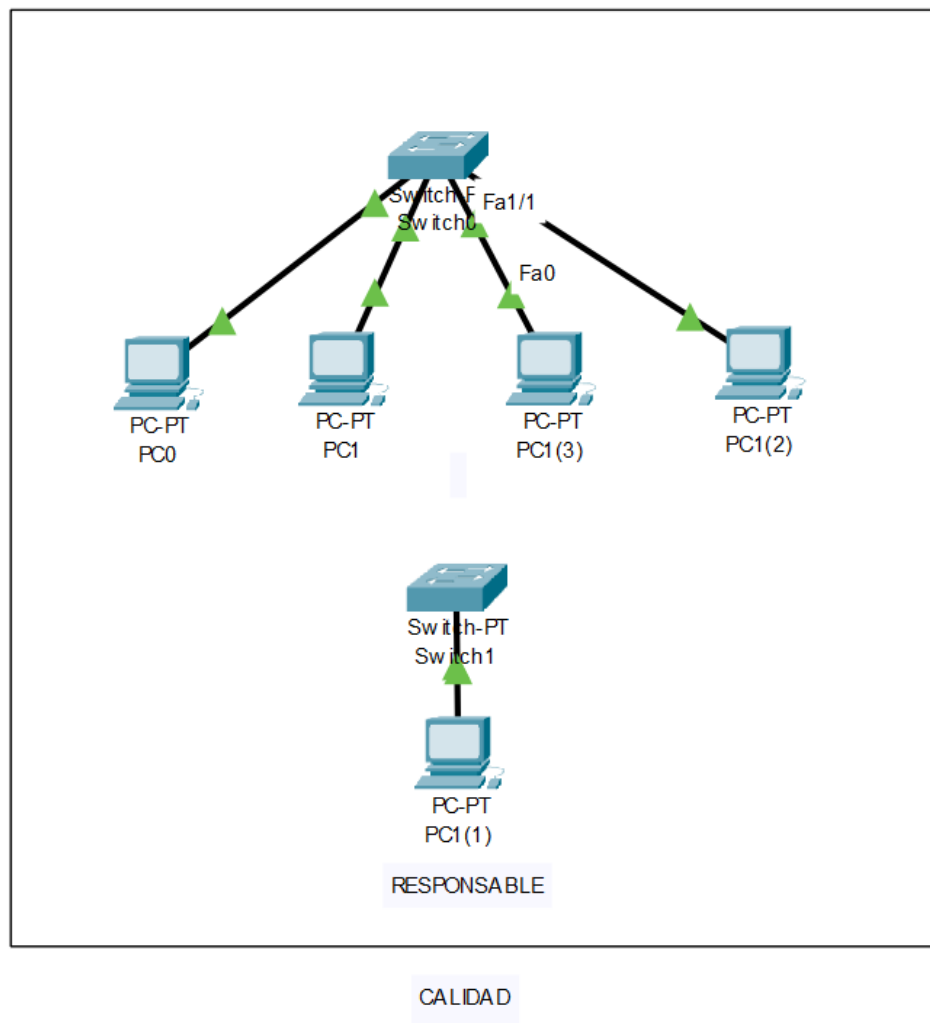 Switch-P
Fa1/1
Switch0
Fa0
PC-PT
PC0
PC-PT
PC1
PC-PT
PC1(3)
PC-PT
PC1(2)
Switch-PT
Switch1
PC-PT
PC1(1)
RESPONSABLE
CALIDAD